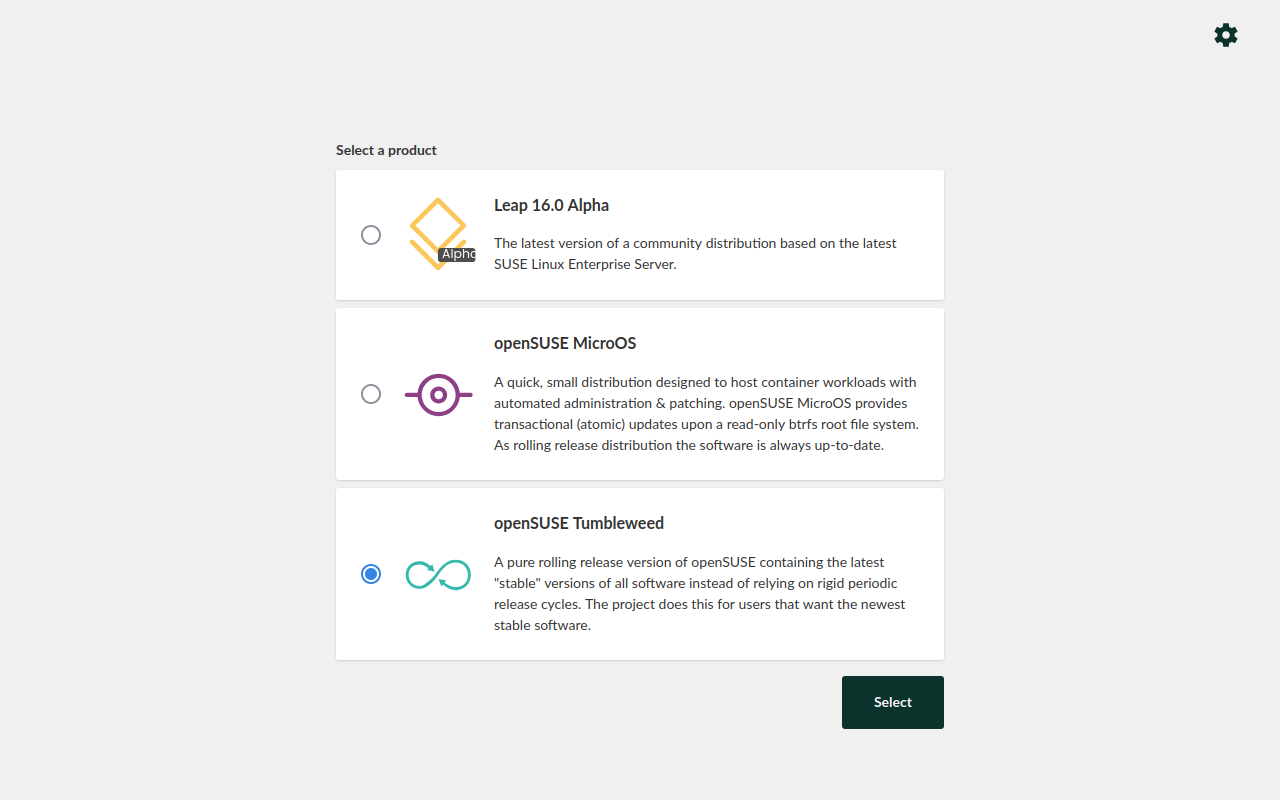 Select a product
Leap 16.0 Alpha
The latest version of a community distribution based on the latest
SUSE Linux Enterprise Server.
Alpha
openSUSE MicroOS
A quick, small distribution designed to host container workloads with
automated administration & patching. openSUSE MicroOS provides
transactional (atomic) updates upon a read-only btrfs root file system.
As rolling release distribution the software is always up-to-date.
openSUSE Tumbleweed
A pure rolling release version of openSUSE containing the latest
"stable" versions of all software instead of relying on rigid periodic
release cycles. The project does this for users that want the newest
stable software.
Select